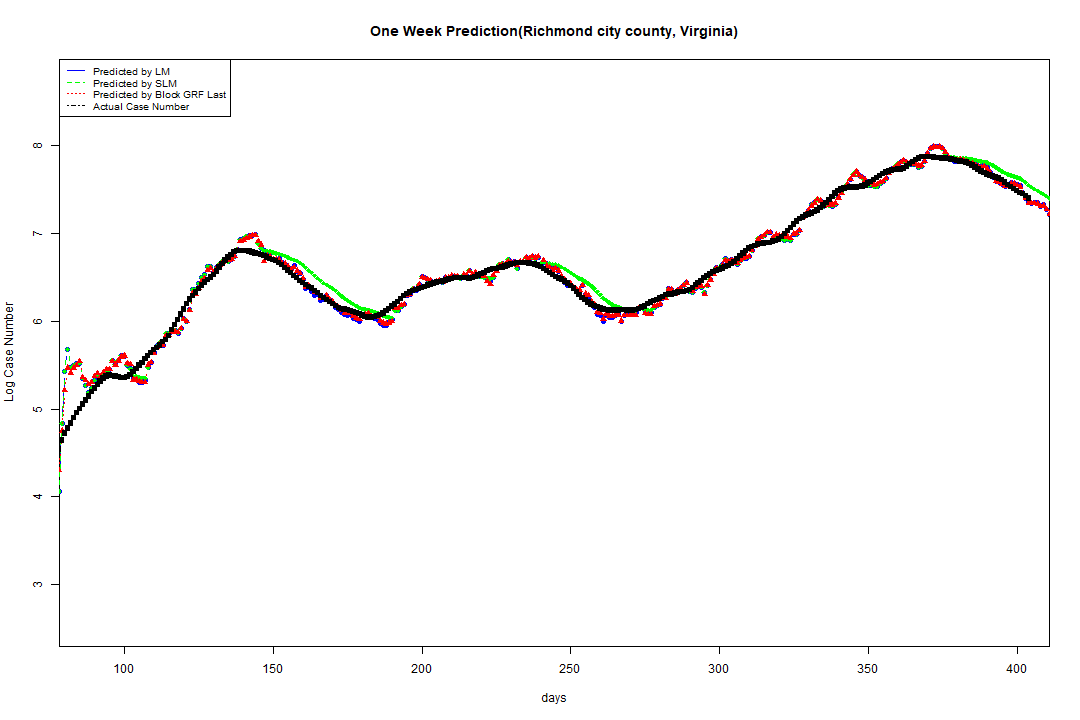 One Week Prediction(Richmond city county, Virginia)
Predicted by LM
Predicted by SLM
Predicted by Block GRF Last
Actual Case Number
8
7
6
5
4
3
Log Case Number
100 150 200 250 300 350 400
days